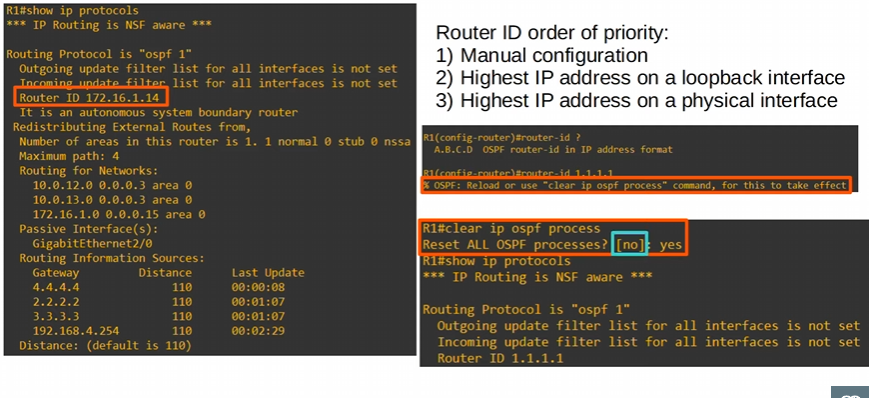 R1#show ip protocols
*** IP Routing is NSF aware ***
Routing Protocol is "ospf 1"
Outgoing update filter list for all interfaces is not set
Incoming update filter list for all interfaces is not set
Router ID 172.16.1.14
It is an autonomous system boundary router
Redistributing External Routes from,
Number of areas in this router is 1. 1 normal 0 stub 0 nssa
Maximum path: 4
Routing for Networks:
10.0.12.0 0.0.0.3 area 0
10.0.13.0 0.0.0.3 area 0
172.16.1.0 0.0.0.15 area 0
Passive Interface(s):
GigabitEthernet2/0
Routing Information Sources:
Gateway Distance Last Update
4.4.4.4 110 00:00:08
2.2.2.2 110 00:01:07
3.3.3.3 110 00:01:07
192.168.4.254 110 00:02:29
Distance: (default is 110)
Router ID order of priority:
1) Manual configuration
2) Highest IP address on a loopback interface
3) Highest IP address on a physical interface
R1(config-router)#router-id ?
A.B.C.D OSPF router-id in IP address format
R1(config-router)#router-id 1.1.1.1
% OSPF: Reload or use "clear ip ospf process" command, for this to take effect
R1#clear ip ospf process
Reset ALL OSPF processes? [no]: yes
R1#show ip protocols
*** IP Routing is NSF aware ***
Routing Protocol is "ospf 1"
Outgoing update filter list for all interfaces is not set
Incoming update filter list for all interfaces is not set
Router ID 1.1.1.1